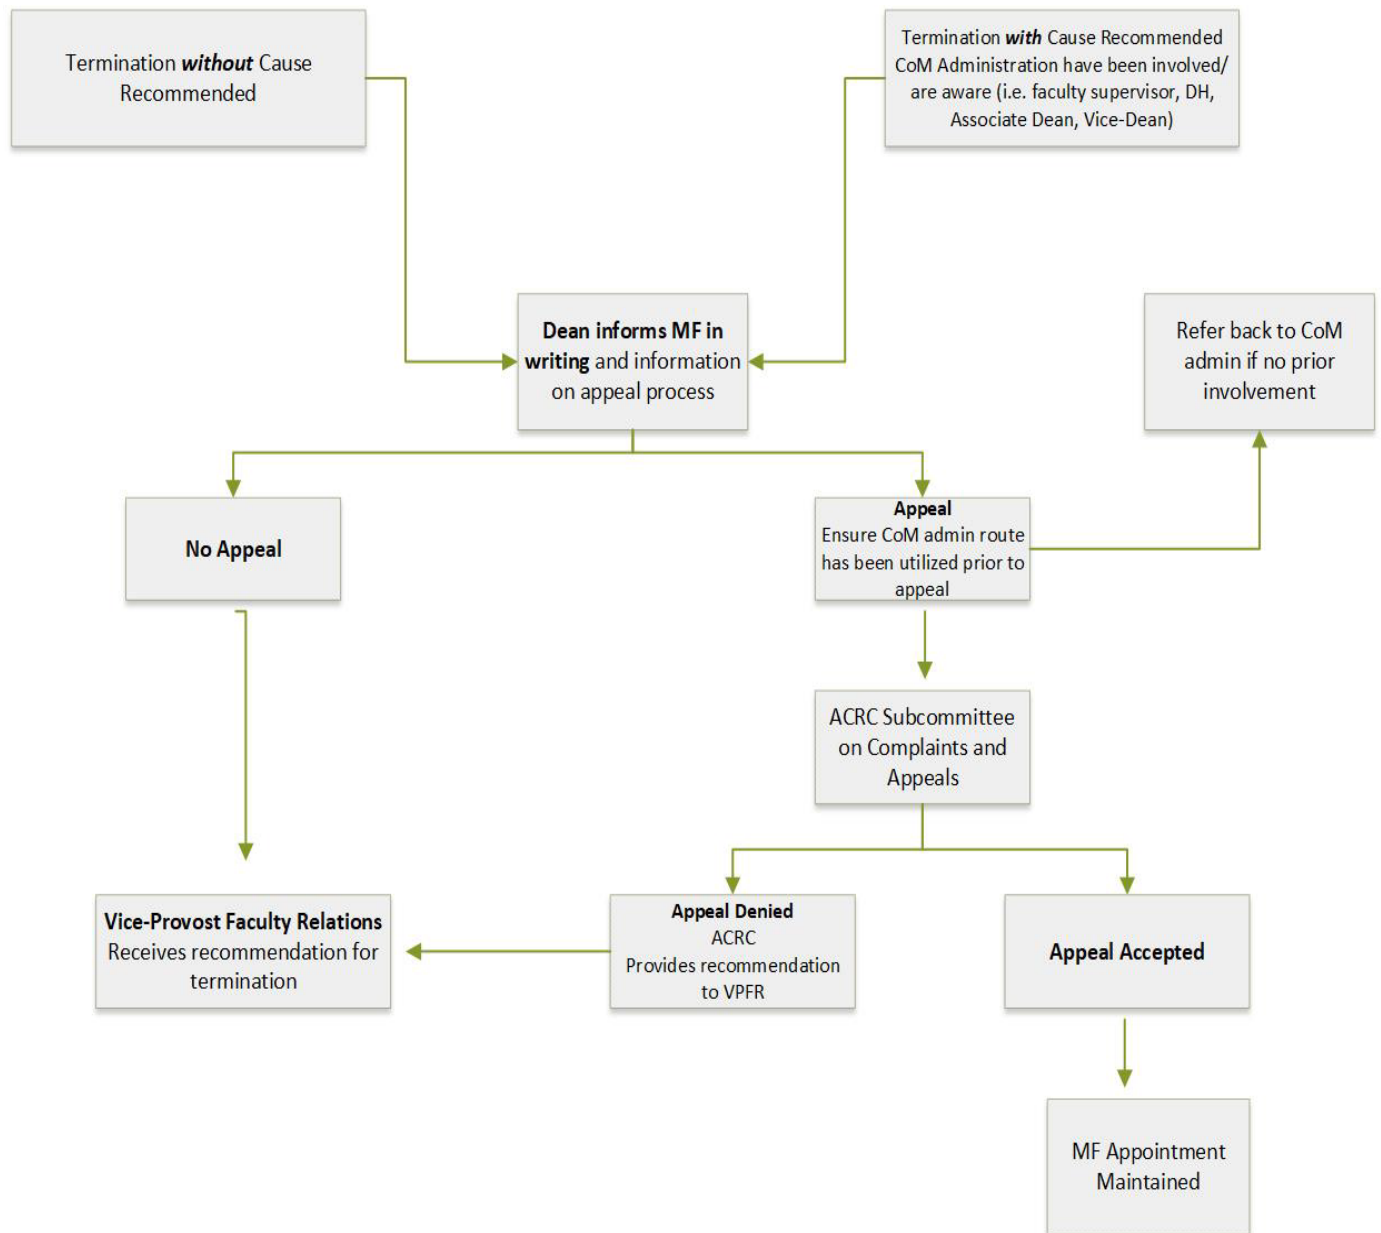 Termination without Cause
Recommended
Termination with Cause Recommended
CoM Administration have been involved/
are aware (i.e. faculty supervisor, DH,
Associate Dean, Vice-Dean)
Dean informs MF in
writing and information
on appeal process
Refer back to CoM
admin if no prior
involvement
No Appeal
Appeal
Ensure CoM admin route
has been utilized prior to
appeal
ACRC Subcommittee
on Complaints and
Appeals
Vice-Provost Faculty Relations
Receives recommendation for
termination
Appeal Denied
ACRC
Provides recommendation
to VPFR
Appeal Accepted
MF Appointment
Maintained